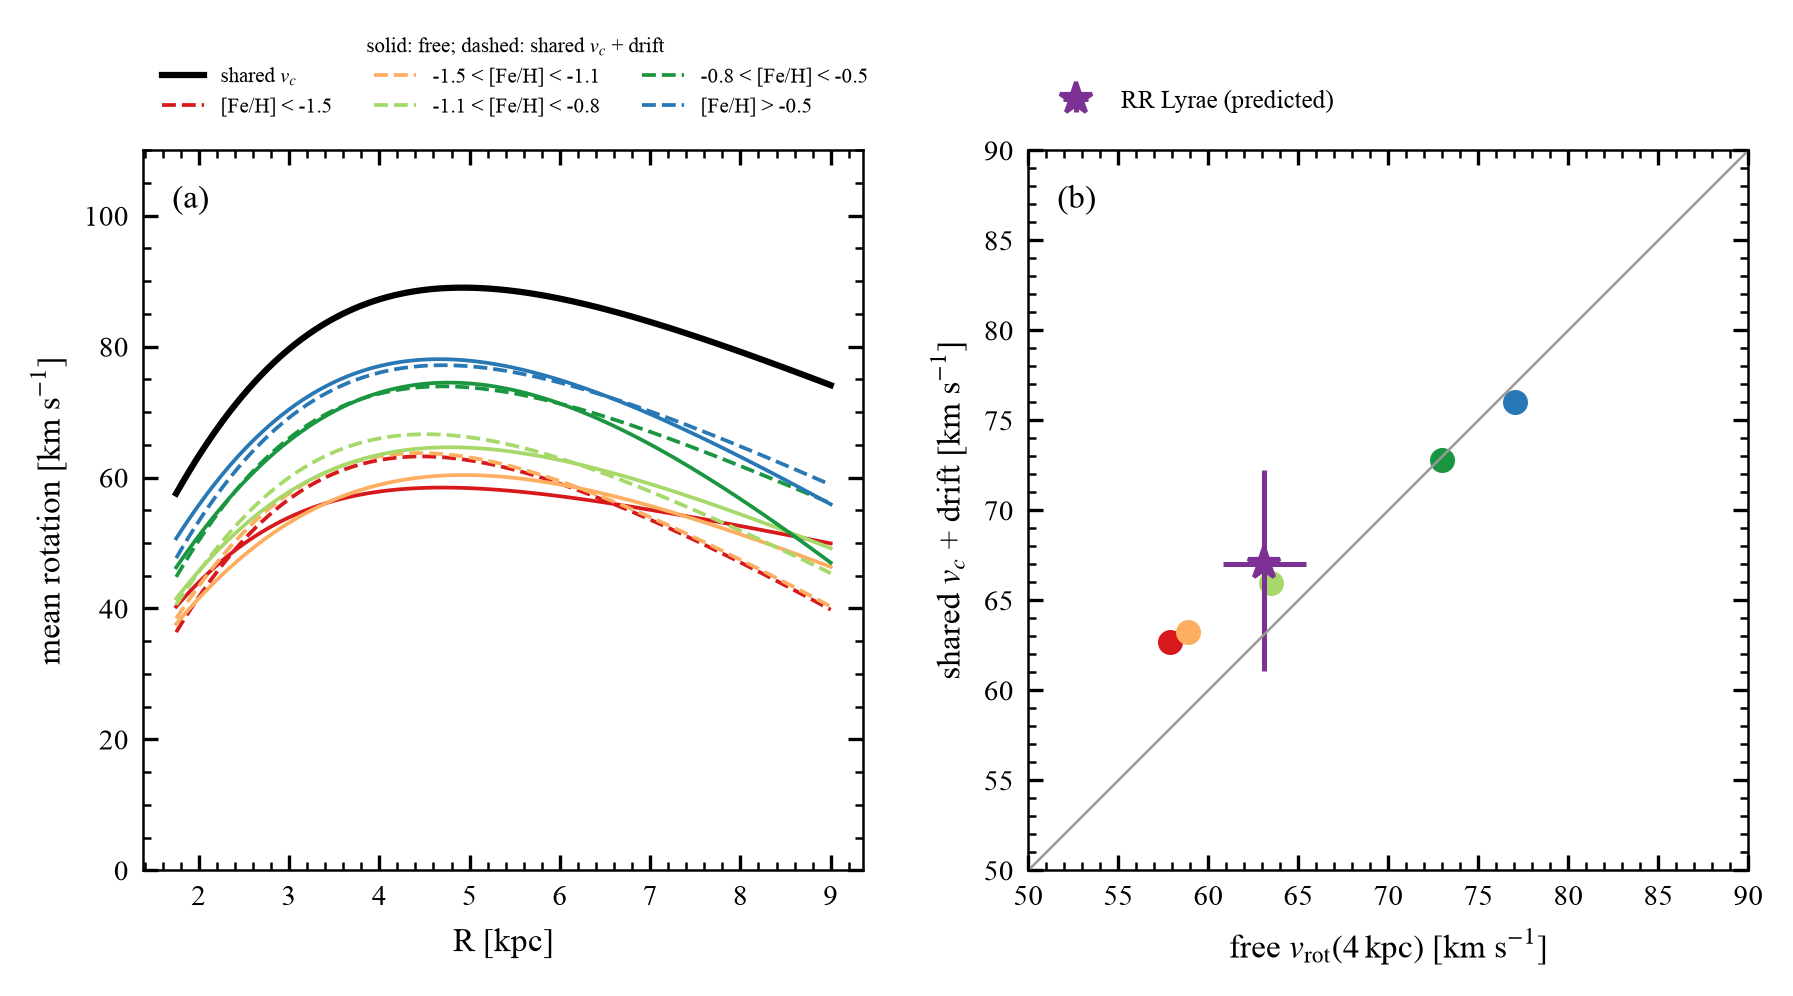 solid: free; dashed: shared v_c + drift
shared v_c
-1.5 < [Fe/H] < -1.1
-0.8 < [Fe/H] < -0.5
[Fe/H] < -1.5
-1.1 < [Fe/H] < -0.8
[Fe/H] > -0.5
(a)
100
80
60
40
20
0
mean rotation [km s⁻¹]
2 3 4 5 6 7 8 9
R [kpc]
RR Lyrae (predicted)
(b)
90
85
80
75
70
65
60
55
50
shared v_c + drift [km s⁻¹]
50 55 60 65 70 75 80 85 90
free v_rot(4 kpc) [km s⁻¹]